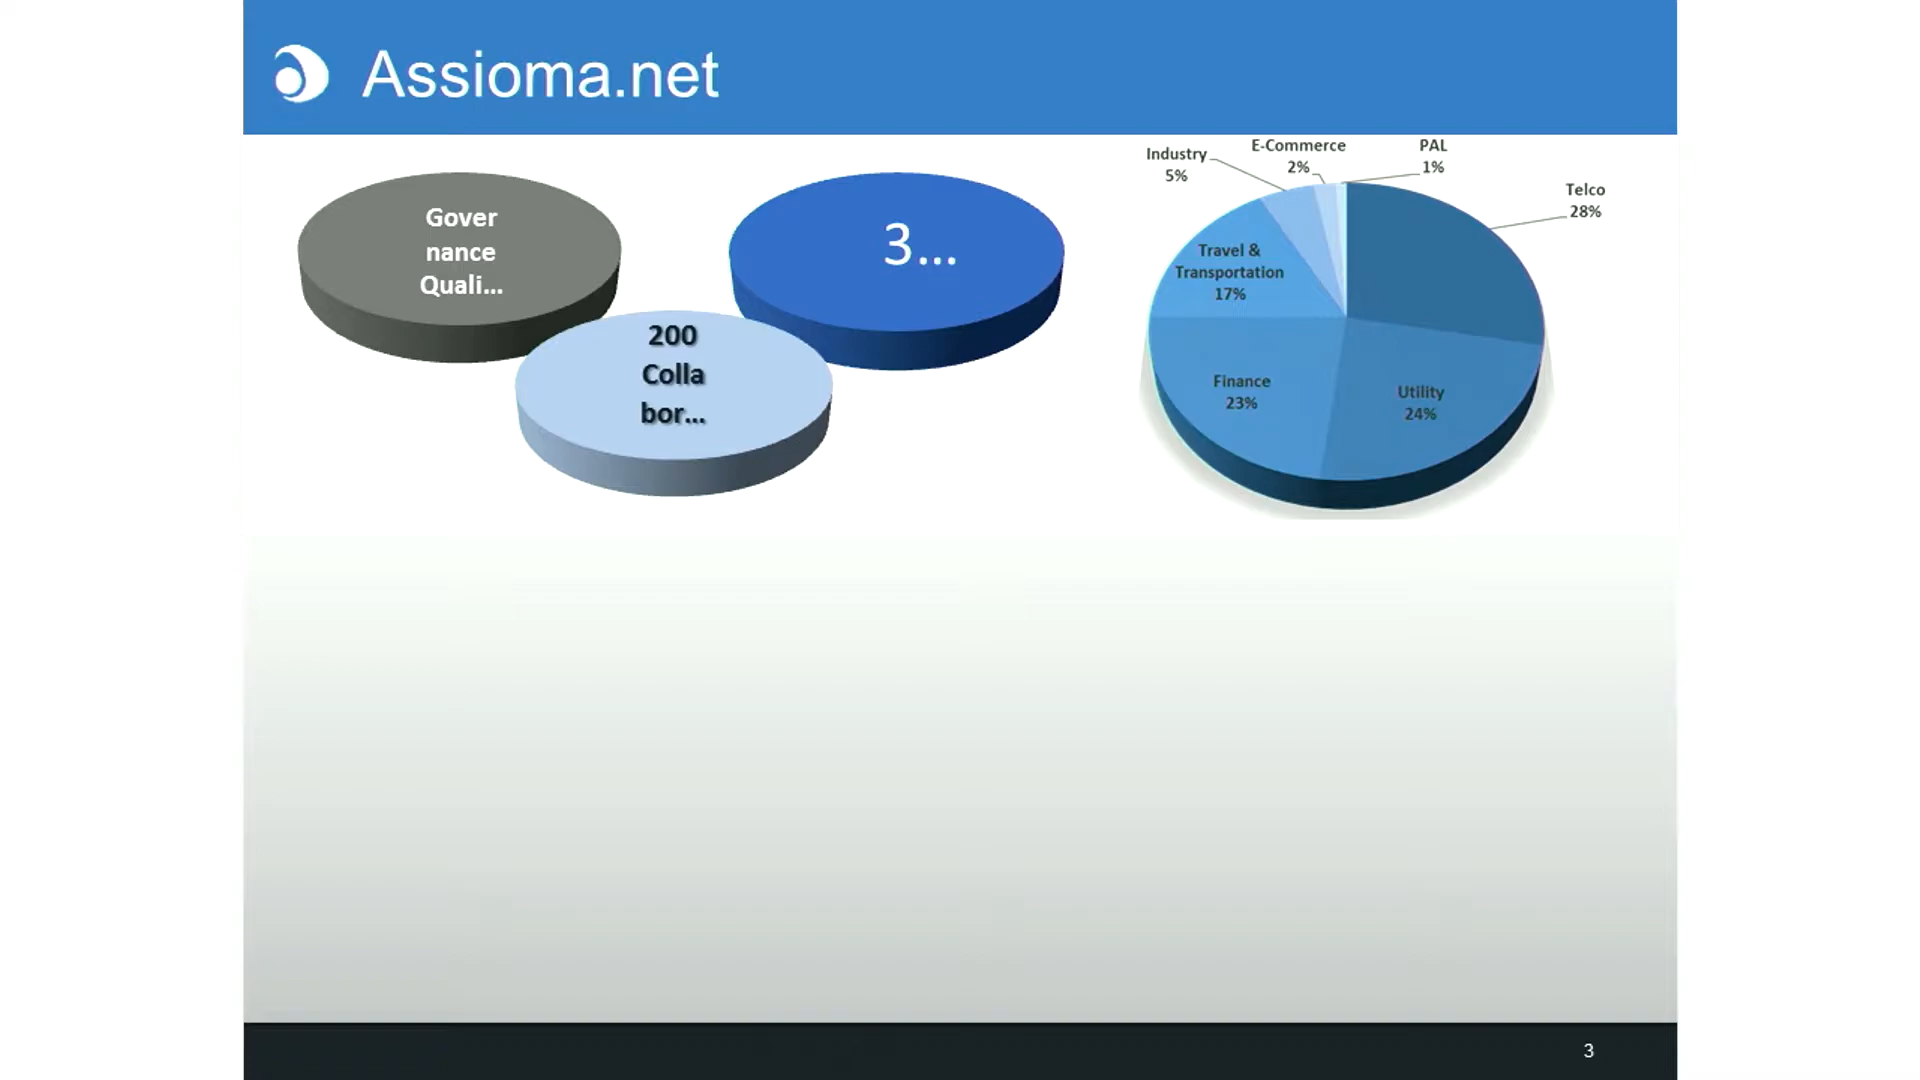 Assioma.net
Gover
nance
Quali...
3...
200
Colla
bor...
Industry
5%
E-Commerce
2%
PAL
1%
Telco
28%
Travel &
Transportation
17%
Finance
23%
Utility
24%
3